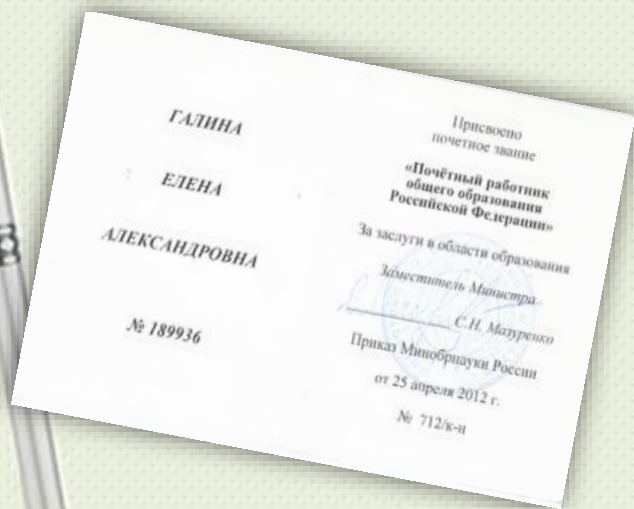 ГАЛИНА
ЕЛЕНА
АЛЕКСАНДРОВНА
№ 189936
Присвоено
почетное звание
«Почётный работник
общего образования
Российской Федерации»
За заслуги в области образования
Заместитель Министра
С.Н. Мазуренко
Приказ Минобрнауки России
от 25 апреля 2012 г.
№ 712/к-н